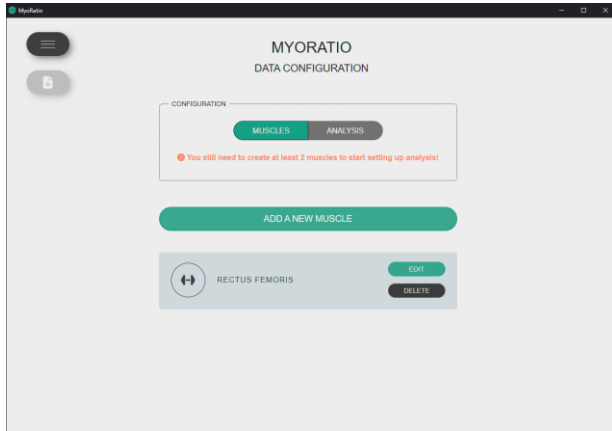 MyoRatio
MYORATIO
DATA CONFIGURATION
CONFIGURATION
MUSCLES ANALYSIS
You still need to create at least 2 muscles to start setting up analysis!
ADD A NEW MUSCLE
RECTUS FEMORIS
EDIT
DELETE